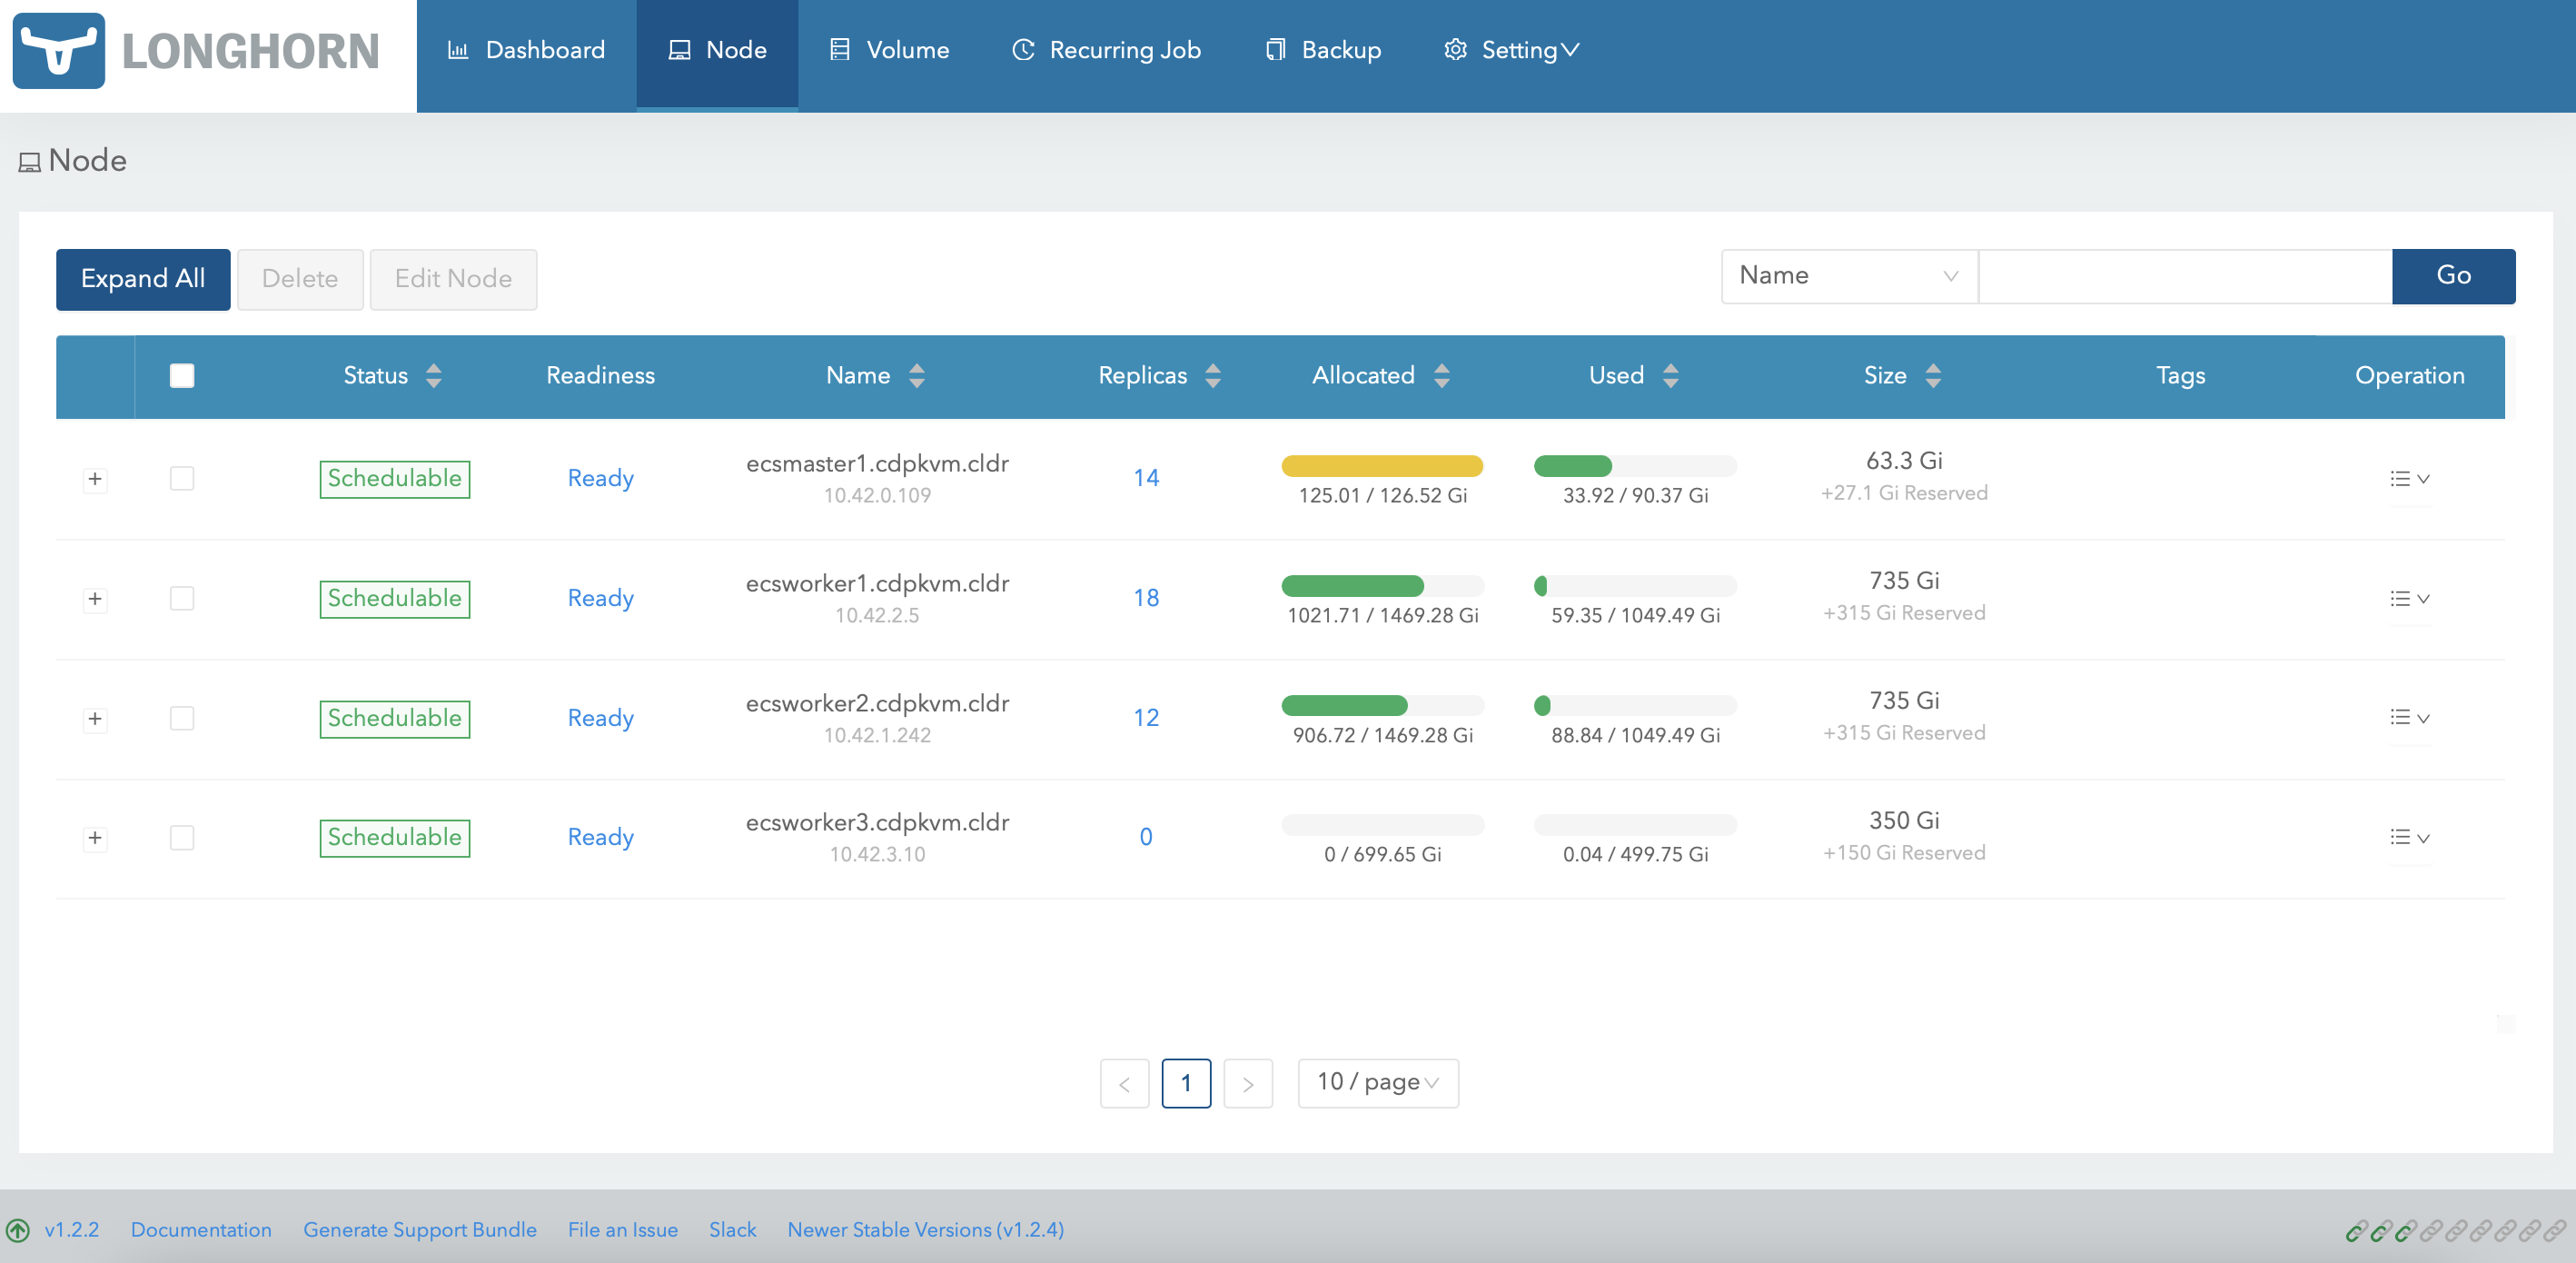 LONGHORN
Dashboard
Node
Volume
Recurring Job
Backup
Setting
Node
Expand All
Delete
Edit Node
Name
Go
Status
Readiness
Name
Replicas
Allocated
Used
Size
Tags
Operation
Schedulable
Ready
ecsmaster1.cdpkvm.cldr
10.42.0.109
14
125.01 / 126.52 Gi
33.92 / 90.37 Gi
63.3 Gi
+27.1 Gi Reserved
Schedulable
Ready
ecsworker1.cdpkvm.cldr
10.42.2.5
18
1021.71 / 1469.28 Gi
59.35 / 1049.49 Gi
735 Gi
+315 Gi Reserved
Schedulable
Ready
ecsworker2.cdpkvm.cldr
10.42.1.242
12
906.72 / 1469.28 Gi
88.84 / 1049.49 Gi
735 Gi
+315 Gi Reserved
Schedulable
Ready
ecsworker3.cdpkvm.cldr
10.42.3.10
0
0 / 699.65 Gi
0.04 / 499.75 Gi
350 Gi
+150 Gi Reserved
1
10 / page
v1.2.2
Documentation
Generate Support Bundle
File an Issue
Slack
Newer Stable Versions (v1.2.4)